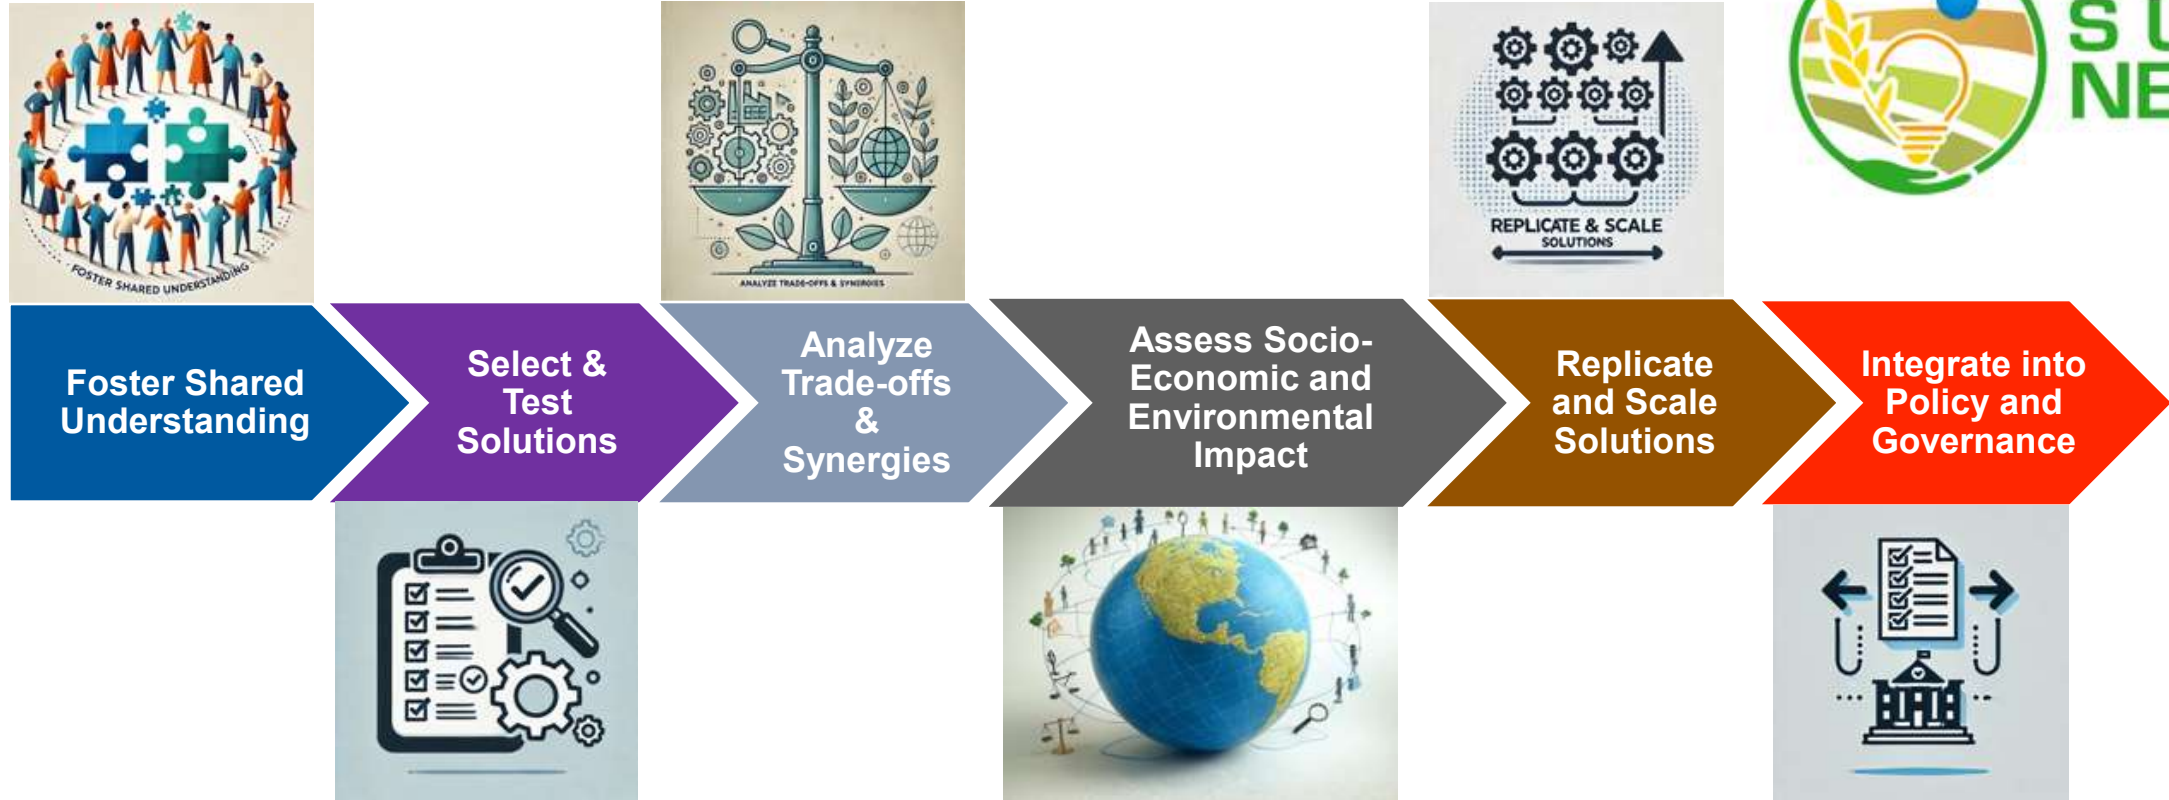 FOSTER SHARED UNDERSTANDING
ANALYZE TRADE-OFFS & SYNERGIES
REPLICATE & SCALE
SOLUTIONS
S U
NE
Foster Shared
Understanding
Select &
Test
Solutions
Analyze
Trade-offs
&
Synergies
Assess Socio-
Economic and
Environmental
Impact
Replicate
and Scale
Solutions
Integrate into
Policy and
Governance